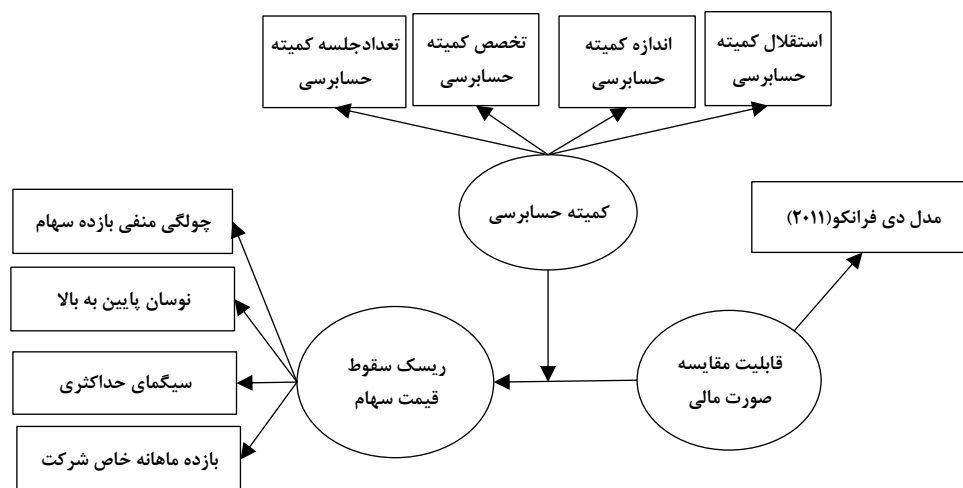 استقلال کمیته
حسابرسی
اندازه کمیته
حسابرسی
تخصص کمیته
حسابرسی
تعدادجلسه کمیته
حسابرسی
کمیته حسابرسی
مدل دی فرانکو(۲۰۱۱)
چولگی منفی بازده سهام
نوسان پایین به بالا
سیگمای حداکثری
بازده ماهانه خاص شرکت
ریسک سقوط
قیمت سهام
قابلیت مقایسه
صورت مالی